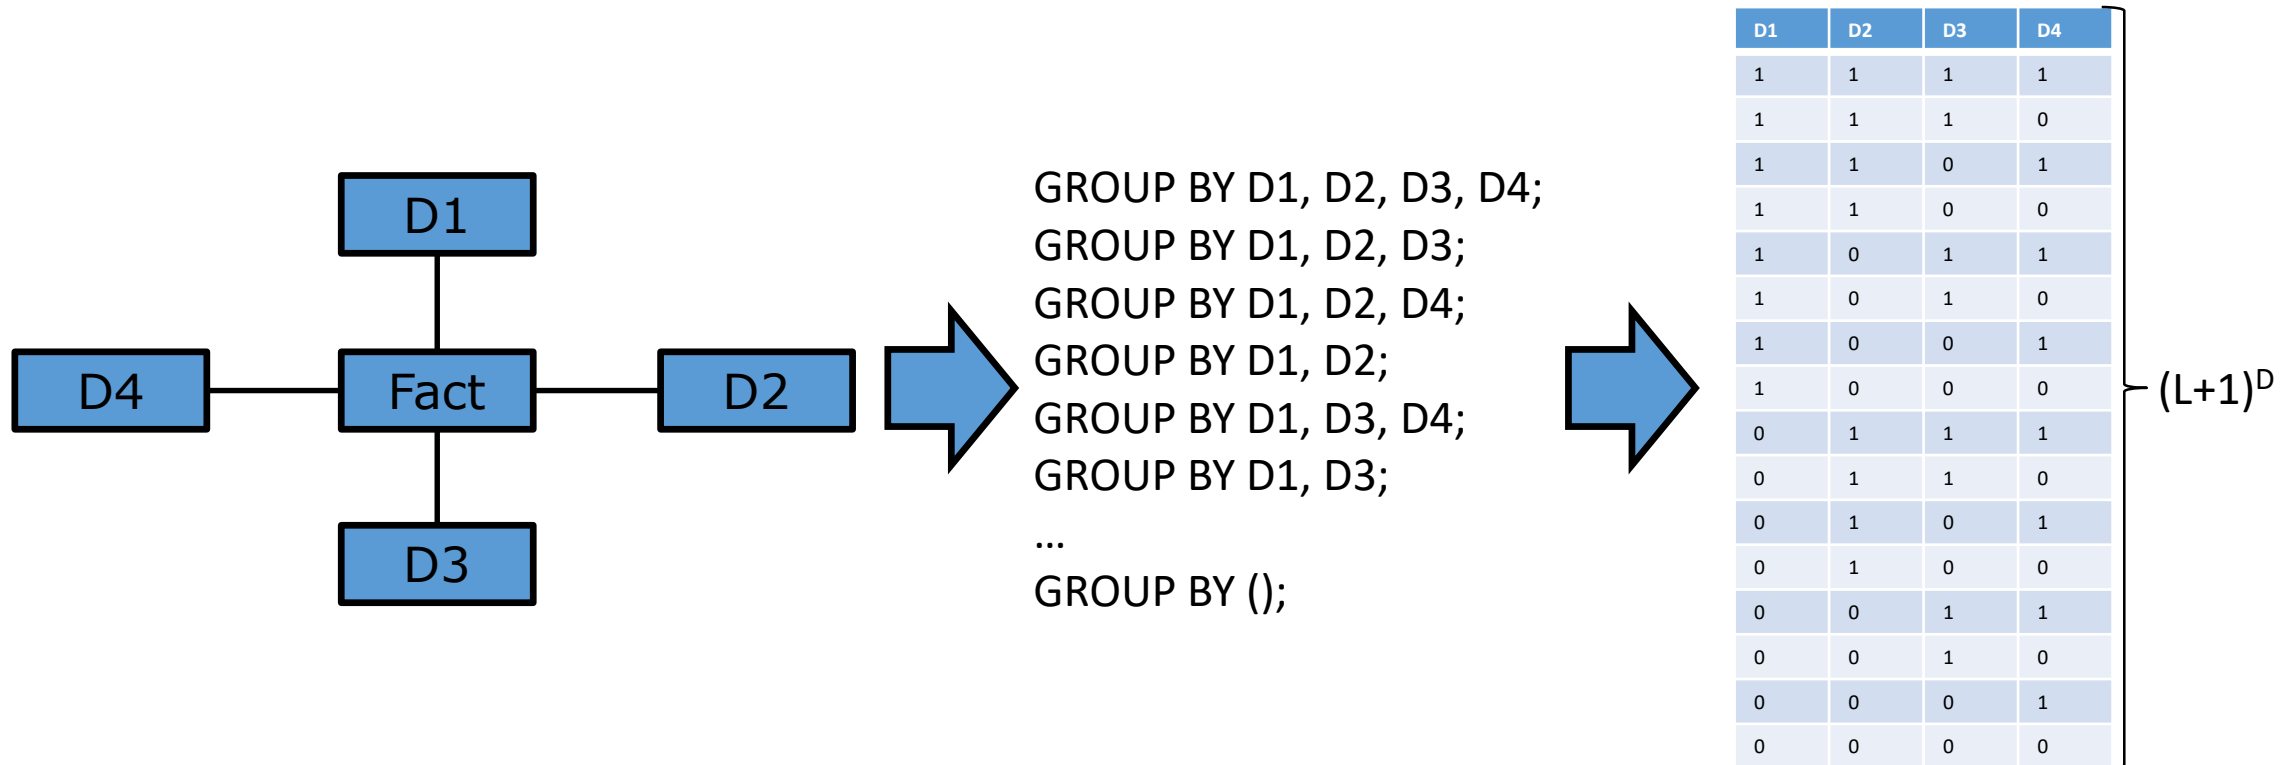 D1
D4 Fact D2
D3
GROUP BY D1, D2, D3, D4;
GROUP BY D1, D2, D3;
GROUP BY D1, D2, D4;
GROUP BY D1, D2;
GROUP BY D1, D3, D4;
GROUP BY D1, D3;
...
GROUP BY ();
D1 D2 D3 D4
1 1 1 1
1 1 1 0
1 1 0 1
1 1 0 0
1 0 1 1
1 0 1 0
1 0 0 1
1 0 0 0
0 1 1 1
0 1 1 0
0 1 0 1
0 1 0 0
0 0 1 1
0 0 1 0
0 0 0 1
0 0 0 0
(L+1)ᴰ